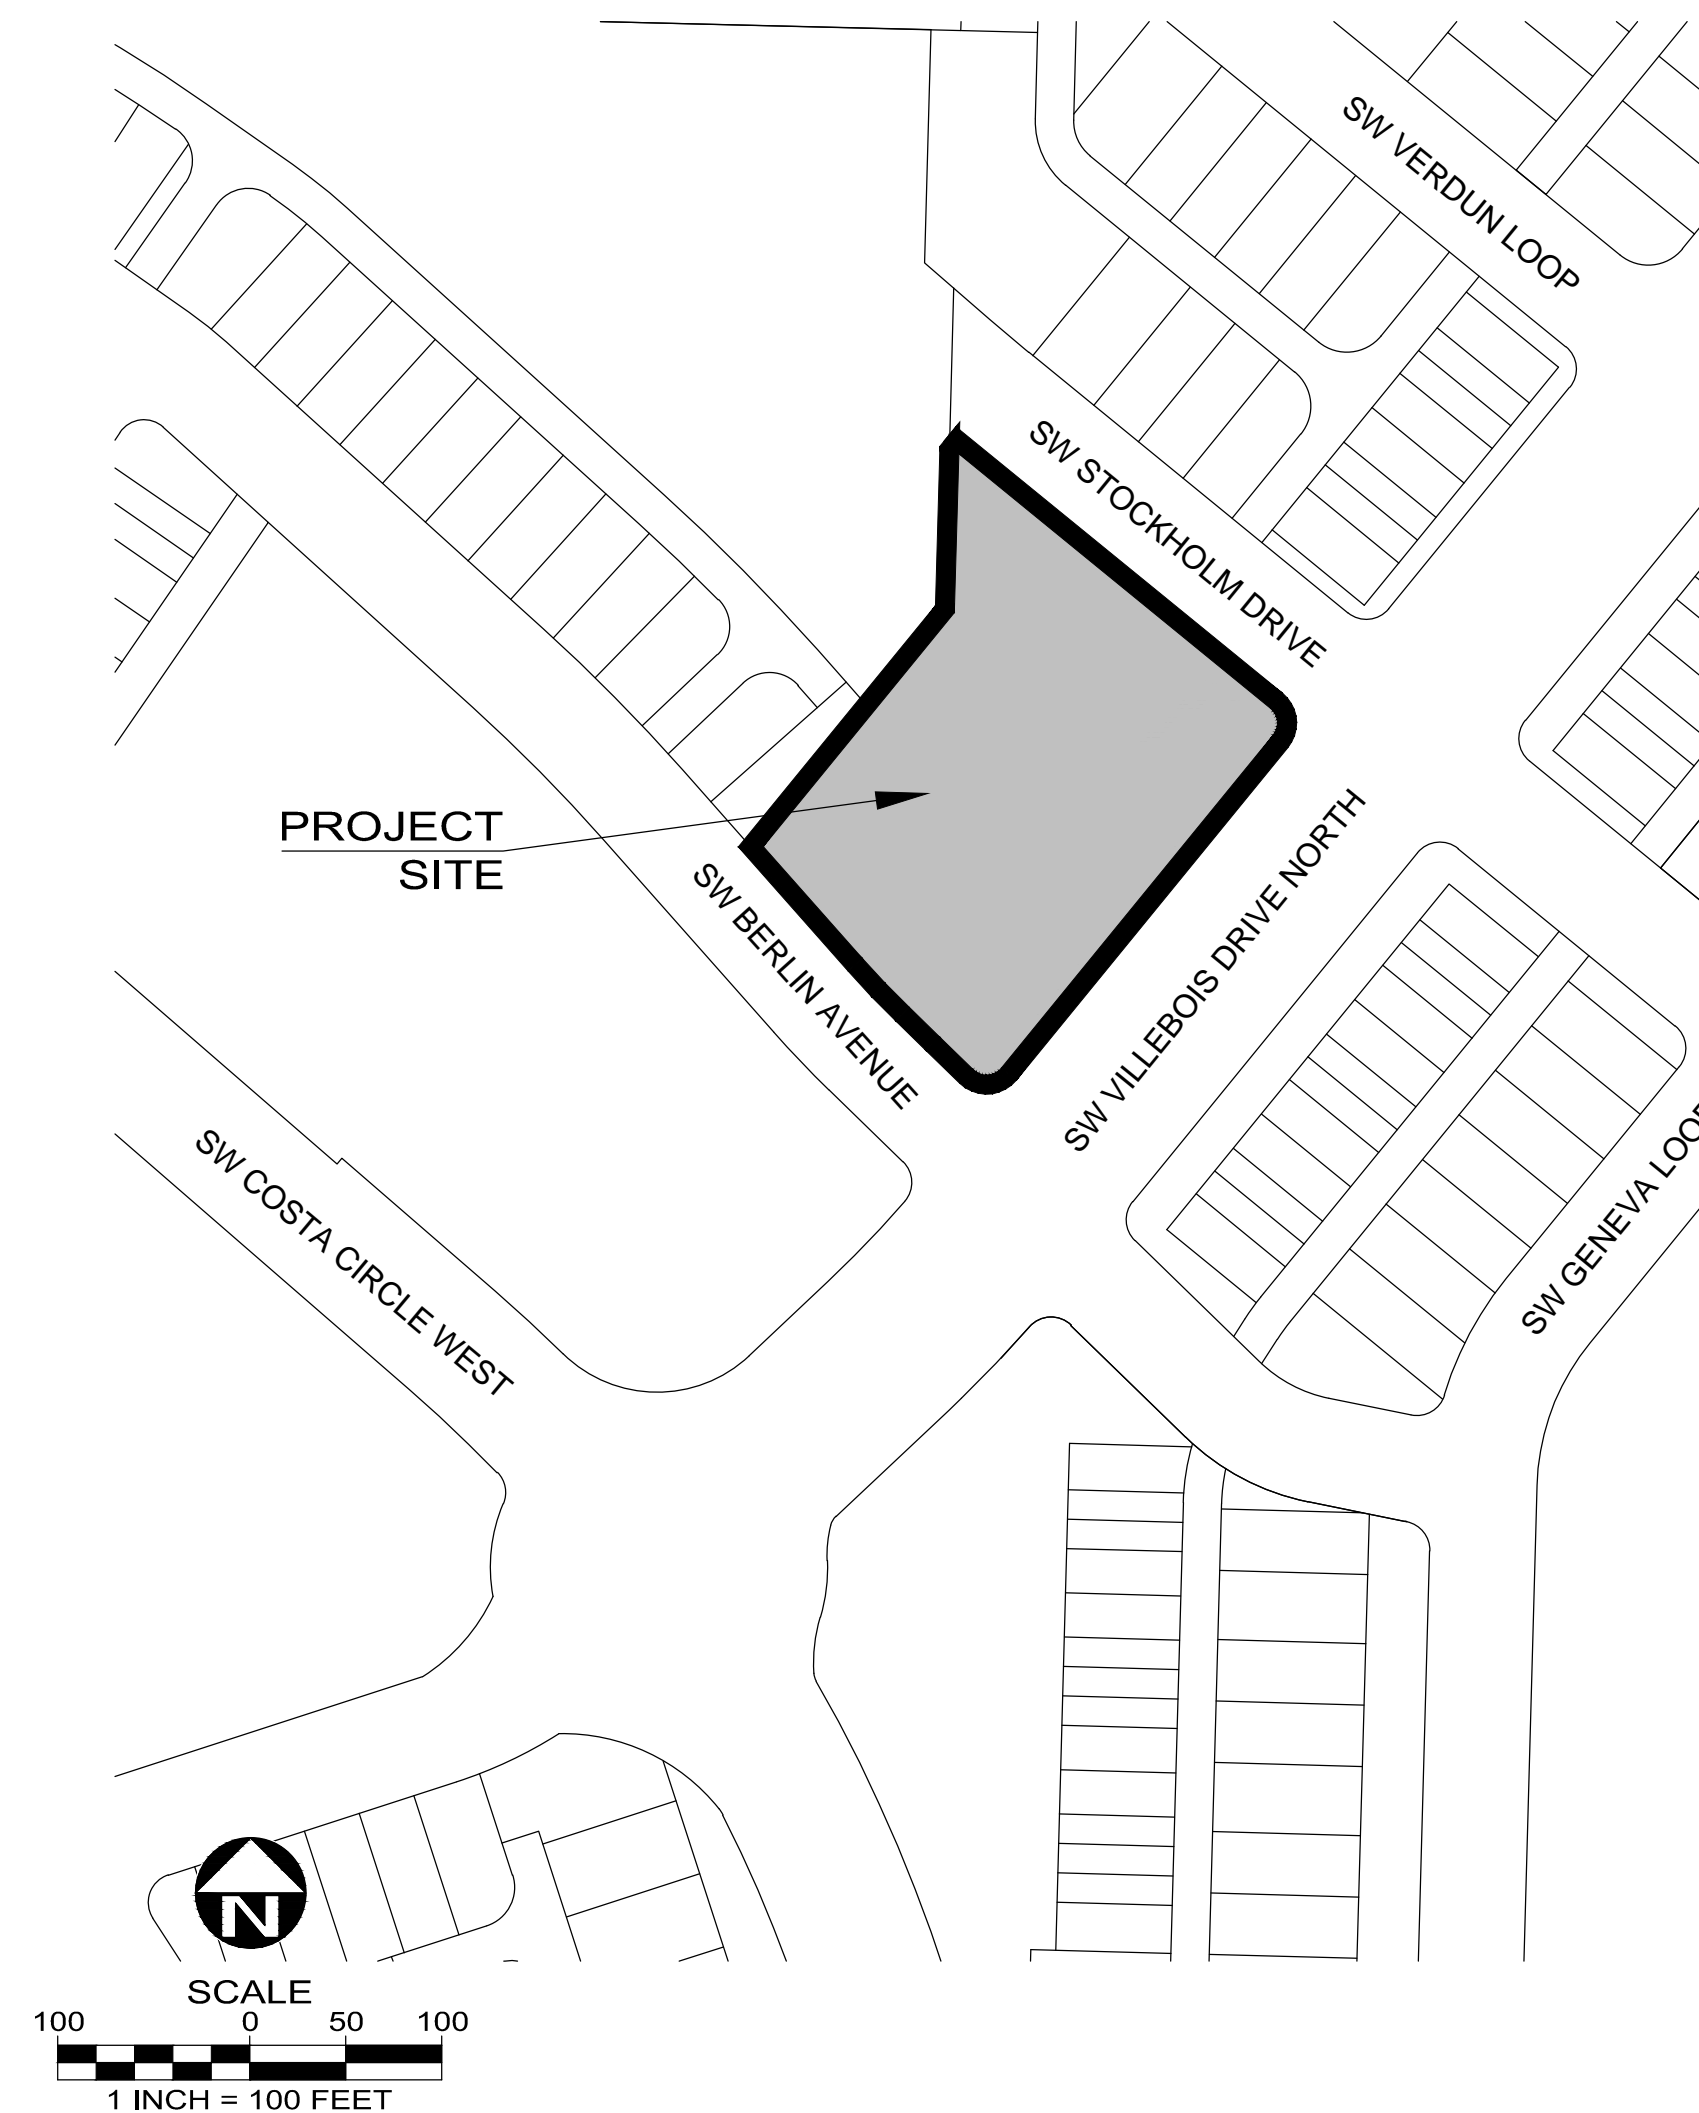 SW VERDUN LOOP
SW STOCKHOLM DRIVE
PROJECT
SITE
SW BERLIN AVENUE
SW VILLEBOIS DRIVE NORTH
SW GENEVA LOOP
SW COSTA CIRCLE WEST
N
SCALE
100 0 50 100
1 INCH = 100 FEET